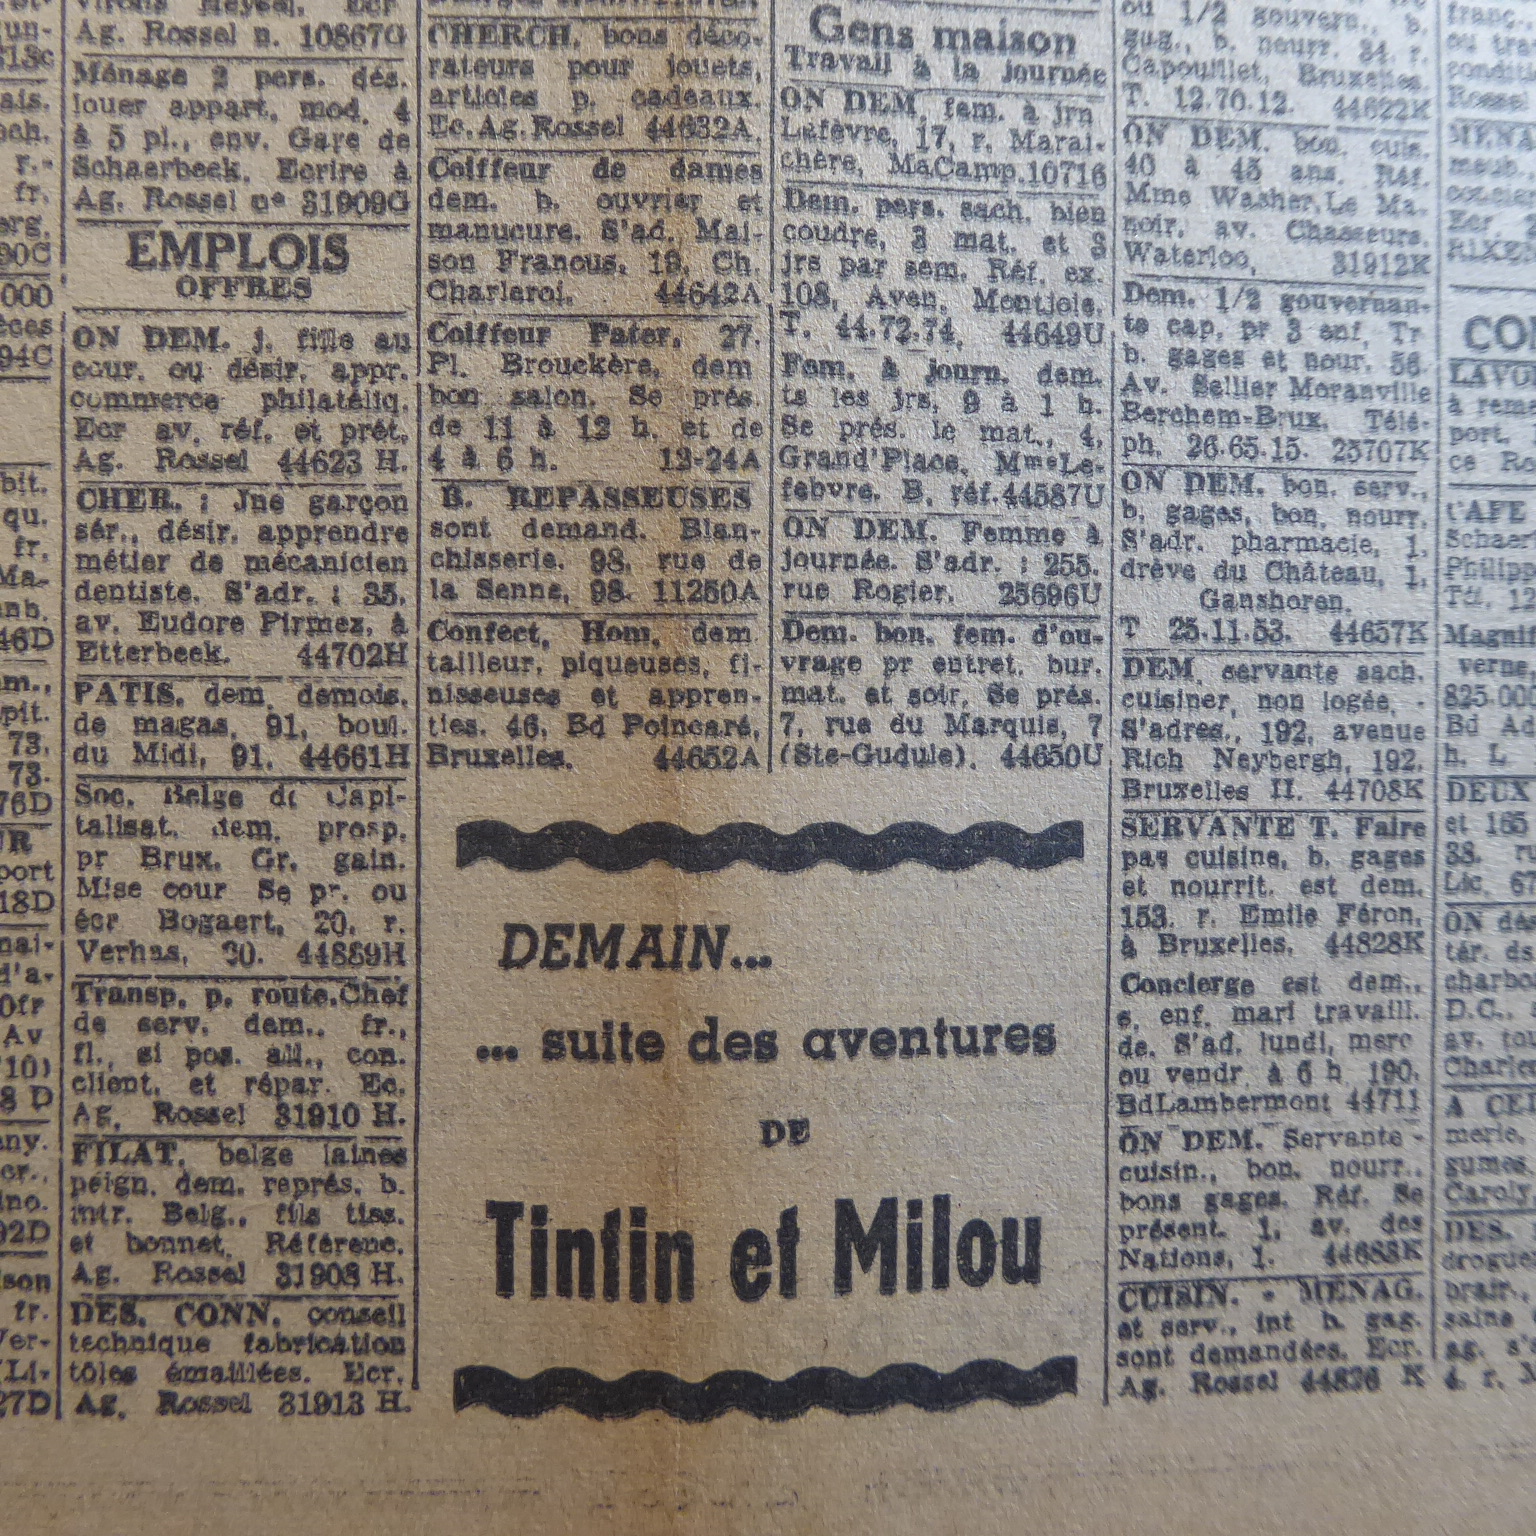 Ag. Rossel n. 10867G
Ménage 2 pers. dés.
louer appart, mod. 4
à 5 pl., env. Gare de
Schaerbeek. Ecrire à
Ag. Rossel nº 31909G
EMPLOIS
OFFRES
ON DEM. j. fille au
cour. ou désir. appr.
commerce philatéliq.
Ecr av. réf. et prét.
Ag. Rossel 44623 H.
CHER. : Jne garçon
sér., désir. apprendre
métier de mécanicien
dentiste. S'adr. : 35,
av. Eudore Pirmez, à
Etterbeek. 44702H
PATIS. dem. demois.
de magas. 91, boul.
du Midi, 91. 44661H
Soc. Belge de Capi-
talisat. dem. prosp.
pr Brux. Gr. gain.
Mise cour Se pr. ou
écr Bogaert, 20, r.
Verhas, 20. 44889H
Transp. p. route.Chef
de serv. dem., fr.,
fl., si pos. all., con.
client. et répar. Ec.
Ag. Rossel 31910 H.
FILAT. belge laines
peign. dem. représ. b.
intr. Belg., fils tiss.
et bonnet. Référenc.
Ag. Rossel 31908 H.
DES. CONN. conseil
technique fabrication
tôles émaillées. Ecr.
Ag. Rossel 31913 H.
CHERCH. bons déco-
rateurs pour jouets,
articles p. cadeaux.
Ec.Ag.Rossel 44632A
Coiffeur de dames
dem. b. ouvrier et
manucure. S'ad. Mai-
son Francus, 18, Ch.
Charleroi. 44642A
Coiffeur Pater, 27.
Pl. Brouckère, dem
bon salon. Se prés.
de 11 à 12 h. et de
4 à 6 h. 12-24A
B. REPASSEUSES
sont demand. Blan-
chisserie. 98, rue de
la Senne, 98. 11250A
Confect. Hom. dem.
tailleur, piqueuses, fi-
nisseuses et appren-
ties. 46, Bd Poincaré,
Bruxelles. 44652A
Gens maison
Travail à la journée
ON DEM. fem. à jrn
Lefèvre, 17, r. Maraî-
chère, MaCamp.10716
Dem. pers. sach. bien
coudre, 3 mat. et S
jrs par sem. Réf. ex.
108, Aven. Montjoie.
T. 44.72.74. 44649U
Fem. à journ. dem.
ts les jrs, 9 à 1 h.
Se prés. le mat., 4,
Grand'Place, MmeLe-
febvre. B. réf.44587U
ON DEM. Femme à
journée. S'adr. : 255,
rue Rogier. 25696U
Dem. bon. fem. d'ou-
vrage pr entret. bur.
mat. et soir. Se prés.
7, rue du Marquis, 7
(Ste-Gudule). 44650U
DEMAIN...
... suite des aventures
DE
Tintin et Milou
ou 1/2 gouvern., b.
gag., b. nourr. 34, r.
Capouillet, Bruxelles.
T. 12.70.12. 44622K
ON DEM. bon. cuis.
40 à 45 ans. Réf.
Mme Washer,Le Ma-
noir, av. Chasseurs,
Waterloo, 31912K
Dem. 1/2 gouvernan-
te cap. pr 3 enf. Tr
b. gages et nour. 56
Av. Sellier Moranville
Berchem-Brux. Télé-
ph. 26.65.15. 25707K
ON DEM. bon. serv.,
b. gages, bon. nourr.
S'adr. pharmacie, 1,
drève du Château, 1,
Ganshoren.
T 25.11.53. 44657K
DEM. servante sach.
cuisiner, non logée, -
S'adres., 192, avenue
Rich Neybergh, 192,
Bruxelles II. 44708K
SERVANTE T. Faire
pas cuisine, b. gages
et nourrit. est dem.
153, r. Emile Féron,
à Bruxelles. 44828K
Concierge est dem.,
s. enf. mari travaill.
de. S'ad. lundi, merc
ou vendr. à 6 h. 190.
BdLambermont 44711
ON DEM. Servante -
cuisin., bon. nourr.,
bons gages. Réf. Se
présent. 1, av. des
Nations, 1. 44683K
CUISIN. - MENAG.
et serv., int b. gag.
sont demandées. Ecr.
Ag. Rossel 44826 K